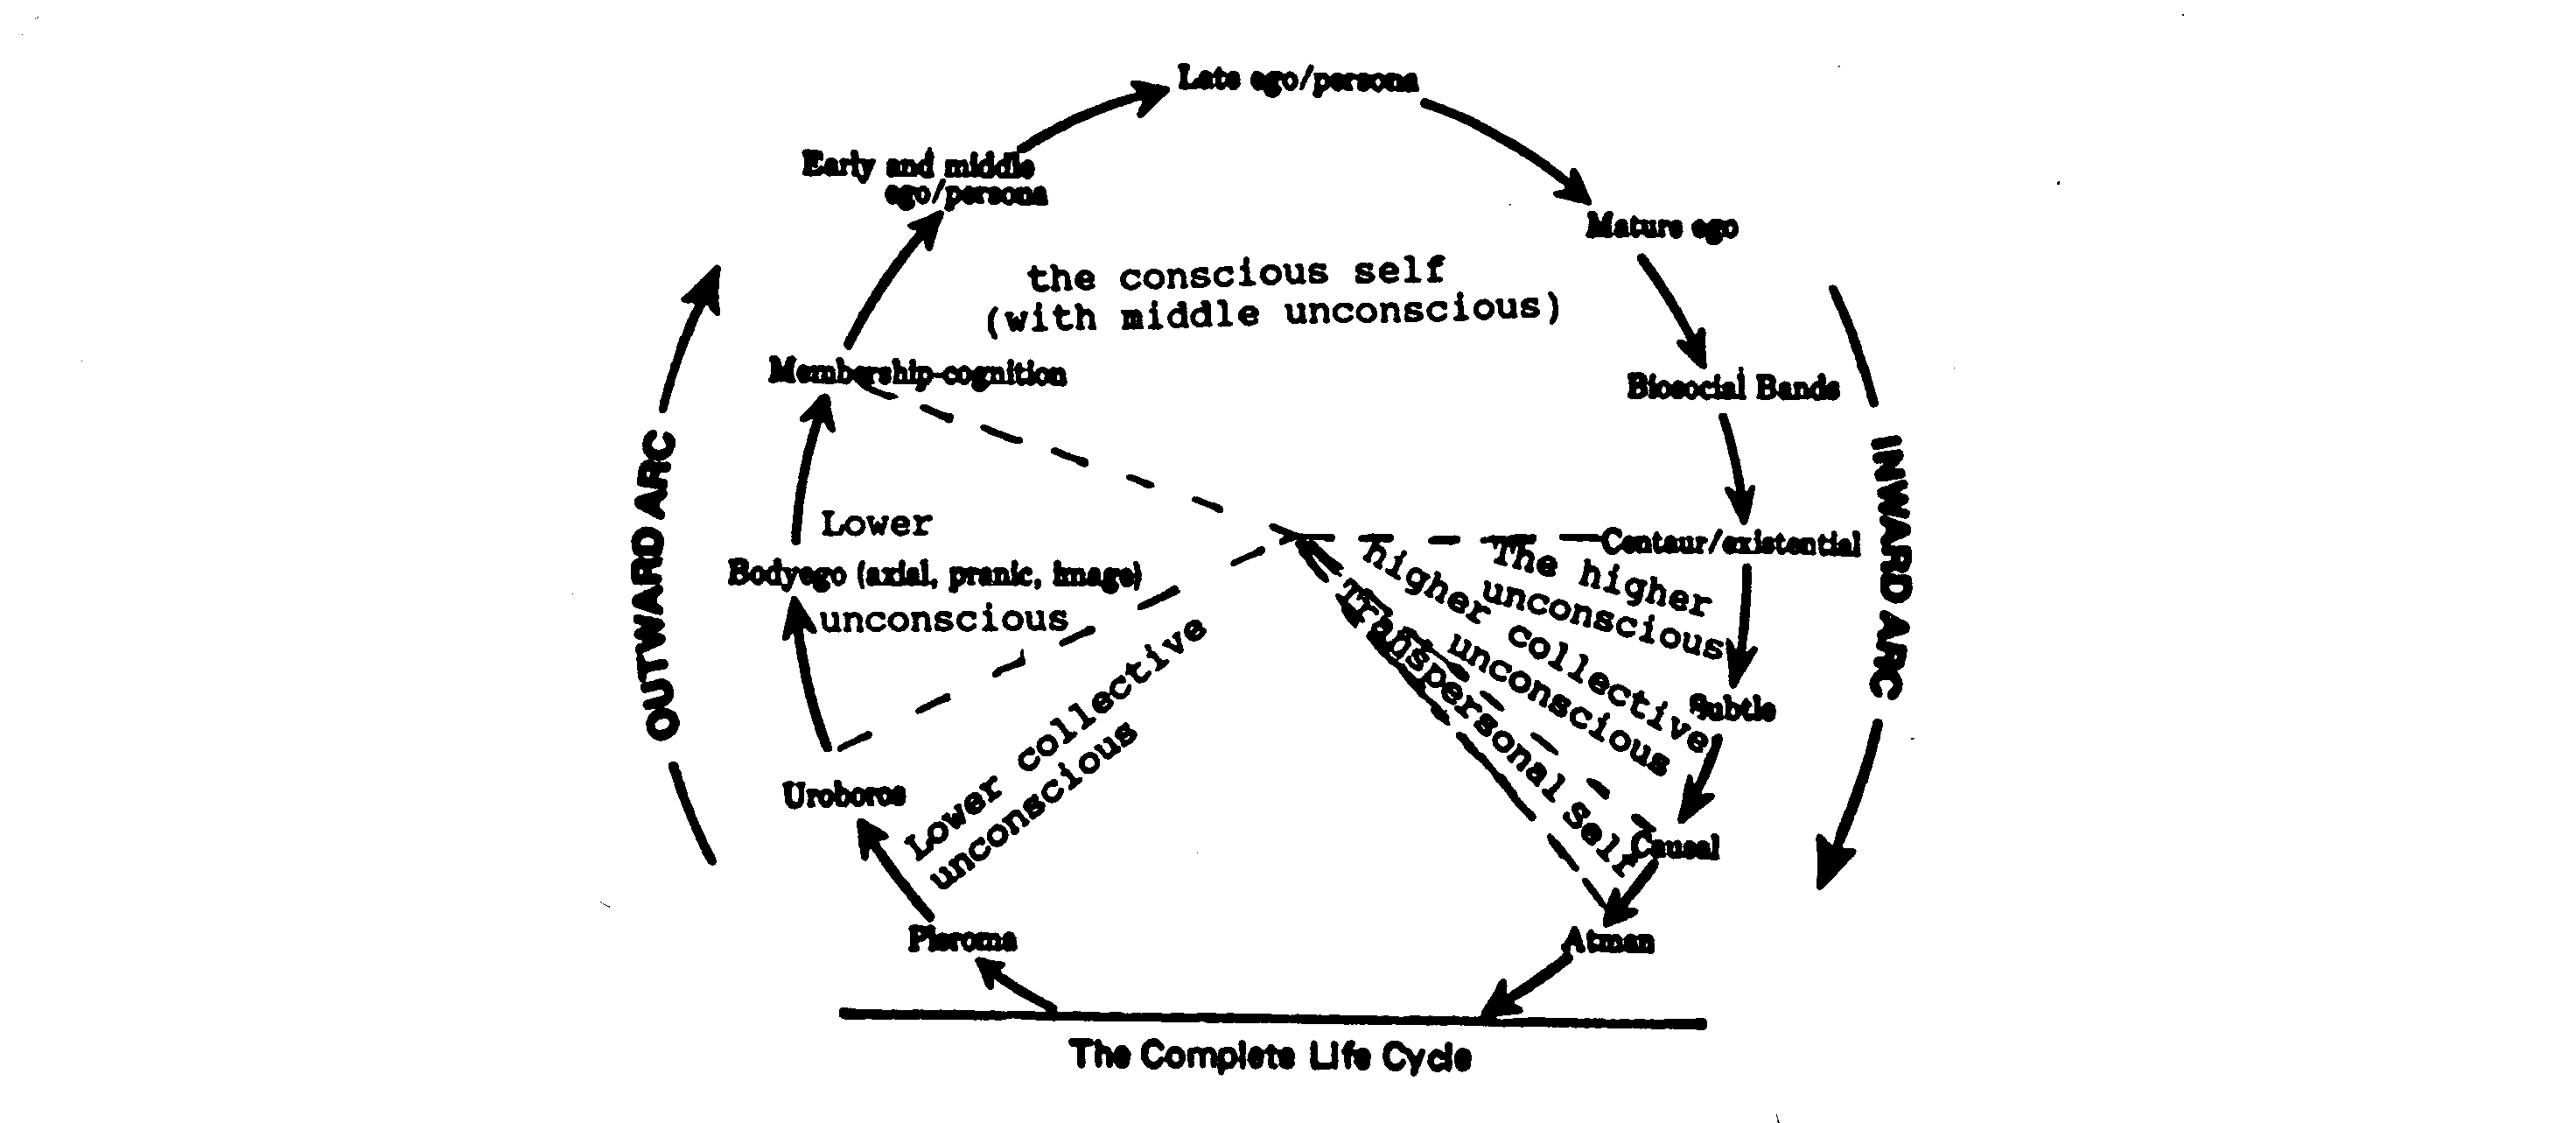 Late ego/persona
Early and middle
ego/persona
Mature ego
the conscious self
(with middle unconscious)
Membership-cognition
Biosocial Bands
OUTWARD ARC
INWARD ARC
Lower
Bodyego (axial, pranic, image)
unconscious
Centaur/existential
The higher
unconscious
higher collective
unconscious
Transpersonal Self
Subtle
Lower collective
unconscious
Uroboros
Causal
Pleroma
Atman
The Complete Life Cycle